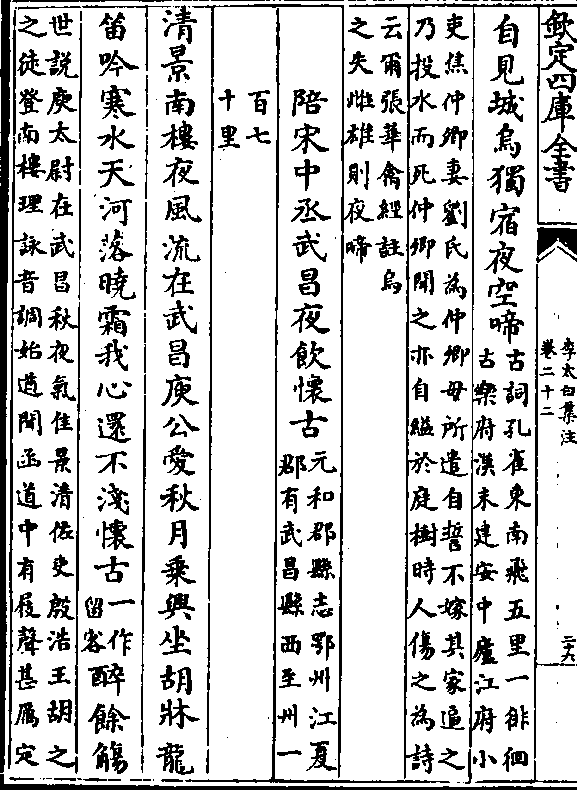 欽定四庫全書
李太白集注
卷二十二
二十六
自見城烏獨宿夜空啼古詞孔雀東南飛五里一徘徊
古樂府漢末建安中廬江府小
吏焦仲卿妻劉氏為仲卿母所遣自誓不嫁其家逼之
乃投水而死仲卿聞之亦自縊於庭樹時人傷之為詩
云爾張華禽經註烏
之失雌雄則夜啼
陪宋中丞武昌夜飲懷古元和郡縣志鄂州江夏
郡有武昌縣西至州一
百七
十里
清景南樓夜風流在武昌庾公愛秋月乗興坐胡牀龍
笛吟寒水天河落曉霜我心還不淺懷古一作
留客醉餘觴
世説庾太尉在武昌秋夜氣佳景清佐吏殷浩王胡之
之徒登南樓理詠音調始遒聞函道中有屐聲甚厲定